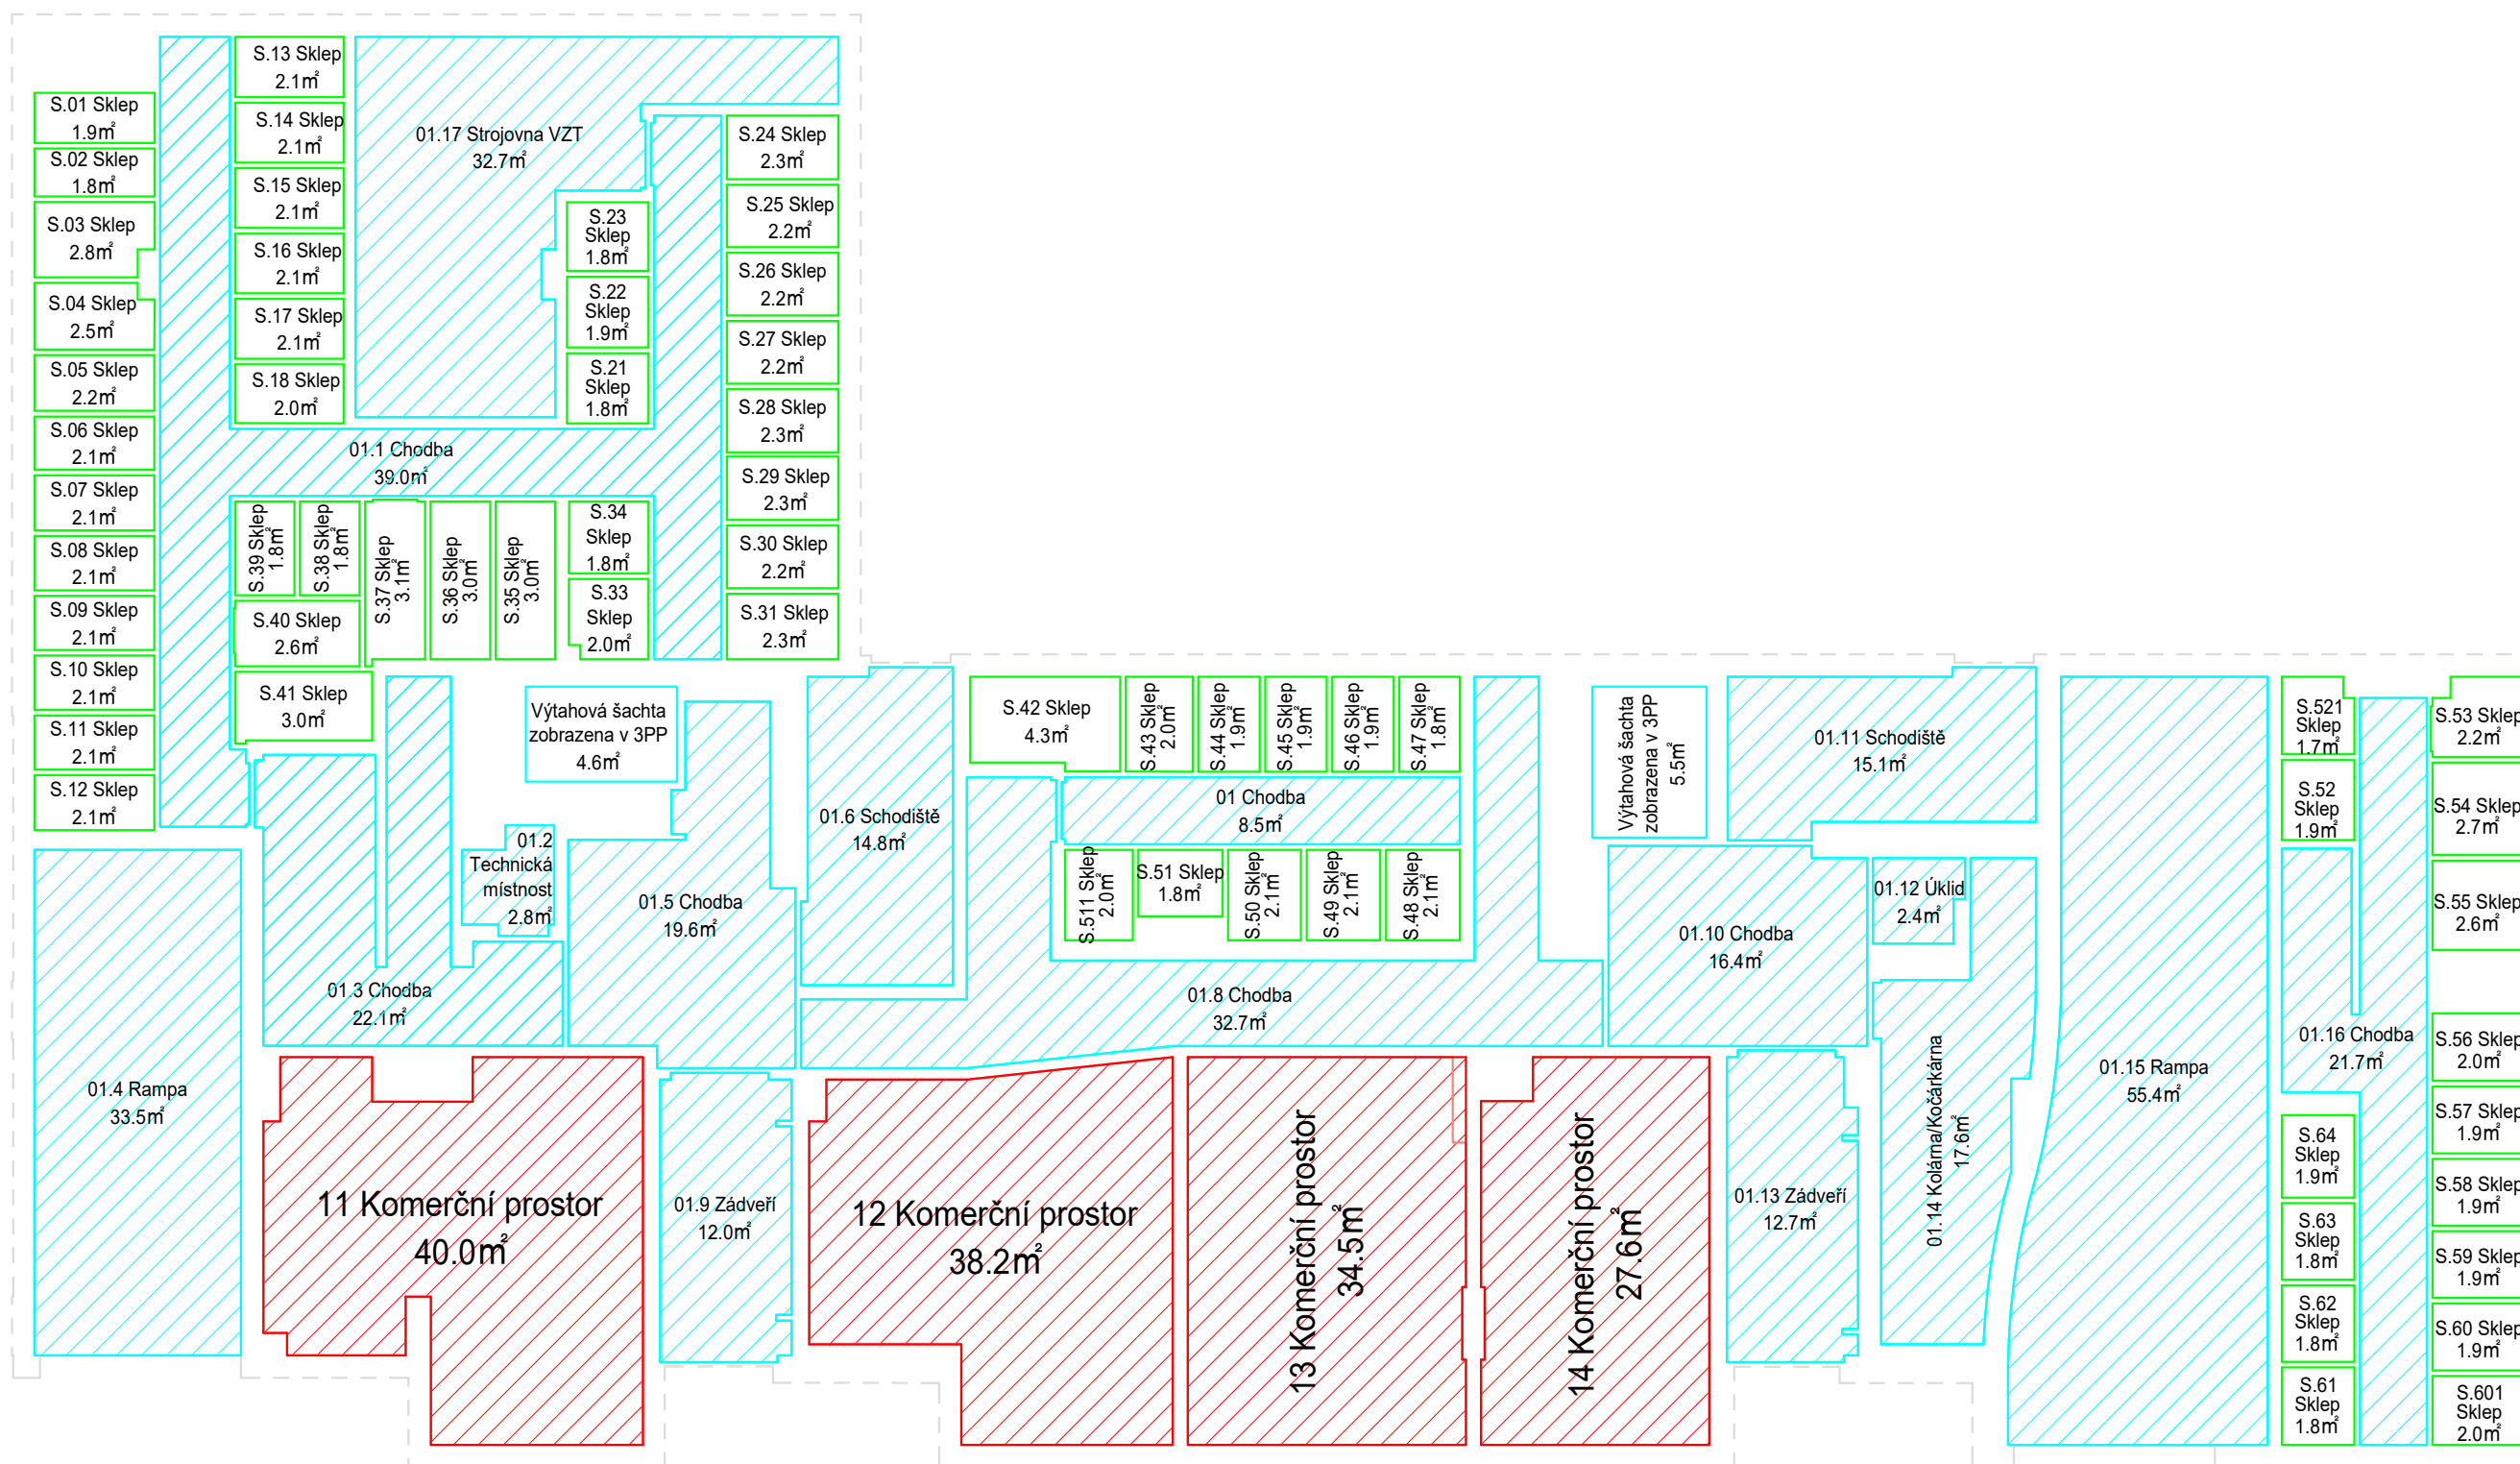 S.01 Sklep
1.9㎡
S.02 Sklep
1.8㎡
S.03 Sklep
2.8㎡
S.04 Sklep
2.5㎡
S.05 Sklep
2.2㎡
S.06 Sklep
2.1㎡
S.07 Sklep
2.1㎡
S.08 Sklep
2.1㎡
S.09 Sklep
2.1㎡
S.10 Sklep
2.1㎡
S.11 Sklep
2.1㎡
S.12 Sklep
2.1㎡
S.13 Sklep
2.1㎡
S.14 Sklep
2.1㎡
S.15 Sklep
2.1㎡
S.16 Sklep
2.1㎡
S.17 Sklep
2.1㎡
S.18 Sklep
2.0㎡
01.17 Strojovna VZT
32.7㎡
S.23
Sklep
1.8㎡
S.22
Sklep
1.9㎡
S.21
Sklep
1.8㎡
S.24 Sklep
2.3㎡
S.25 Sklep
2.2㎡
S.26 Sklep
2.2㎡
S.27 Sklep
2.2㎡
S.28 Sklep
2.3㎡
S.29 Sklep
2.3㎡
S.30 Sklep
2.2㎡
S.31 Sklep
2.3㎡
01.1 Chodba
39.0㎡
S.39 Sklep
1.8㎡
S.38 Sklep
1.8㎡
S.37 Sklep
3.1㎡
S.36 Sklep
3.0㎡
S.35 Sklep
3.0㎡
S.34
Sklep
1.8㎡
S.33
Sklep
2.0㎡
S.40 Sklep
2.6㎡
S.41 Sklep
3.0㎡
Výtahová šachta
zobrazena v 3PP
4.6㎡
01.2
Technická
místnost
2.8㎡
01.3 Chodba
22.1㎡
01.4 Rampa
33.5㎡
01.5 Chodba
19.6㎡
01.6 Schodiště
14.8㎡
S.42 Sklep
4.3㎡
S.43 Sklep
2.0㎡
S.44 Sklep
1.9㎡
S.45 Sklep
1.9㎡
S.46 Sklep
1.9㎡
S.47 Sklep
1.8㎡
01 Chodba
8.5㎡
S.511 Sklep
2.0㎡
S.51 Sklep
1.8㎡
S.50 Sklep
2.1㎡
S.49 Sklep
2.1㎡
S.48 Sklep
2.1㎡
01.8 Chodba
32.7㎡
Výtahová šachta
zobrazena v 3PP
5.5㎡
01.11 Schodiště
15.1㎡
01.10 Chodba
16.4㎡
01.12 Úklid
2.4㎡
01.14 Kolárna/Kočárkárna
17.6㎡
01.15 Rampa
55.4㎡
S.521
Sklep
1.7㎡
S.52
Sklep
1.9㎡
S.53 Sklep
2.2㎡
S.54 Sklep
2.7㎡
S.55 Sklep
2.6㎡
01.16 Chodba
21.7㎡
S.56 Sklep
2.0㎡
S.57 Sklep
1.9㎡
S.58 Sklep
1.9㎡
S.59 Sklep
1.9㎡
S.60 Sklep
1.9㎡
S.601
Sklep
2.0㎡
S.64
Sklep
1.9㎡
S.63
Sklep
1.8㎡
S.62
Sklep
1.8㎡
S.61
Sklep
1.8㎡
11 Komerční prostor
40.0㎡
01.9 Zádveří
12.0㎡
12 Komerční prostor
38.2㎡
13 Komerční prostor
34.5㎡
14 Komerční prostor
27.6㎡
01.13 Zádveří
12.7㎡